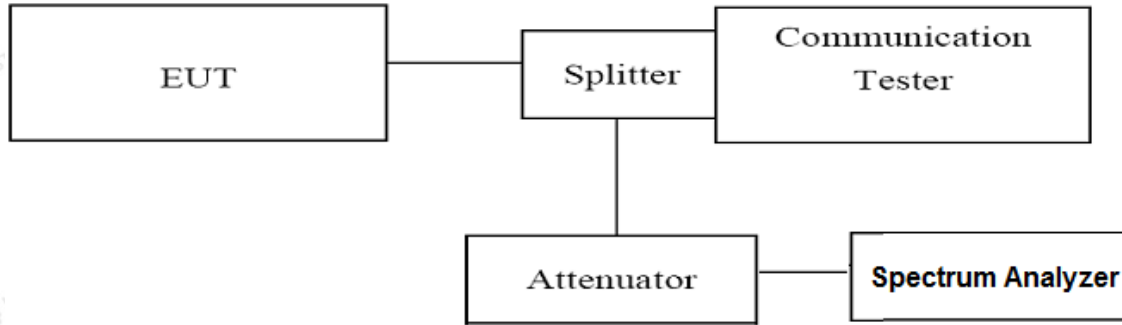 EUT
Splitter
Communication
Tester
Attenuator
Spectrum Analyzer